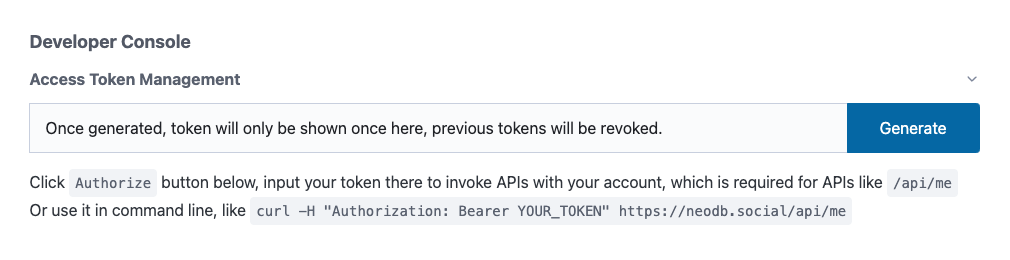 Developer Console
Access Token Management
Once generated, token will only be shown once here, previous tokens will be revoked.
Generate
Click Authorize button below, input your token there to invoke APIs with your account, which is required for APIs like /api/me
Or use it in command line, like curl -H "Authorization: Bearer YOUR_TOKEN" https://neodb.social/api/me